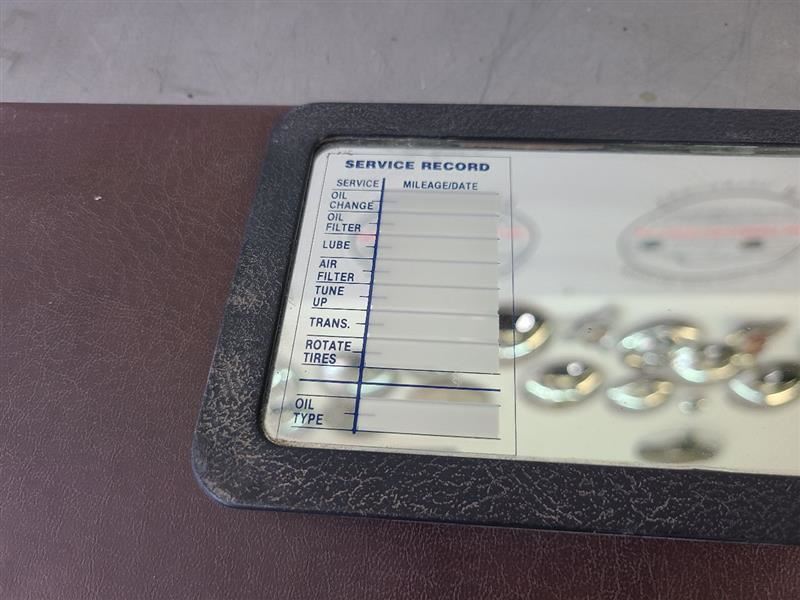 SERVICE RECORD
SERVICE MILEAGE/DATE
OIL
CHANGE
OIL
FILTER
LUBE
AIR
FILTER
TUNE
UP
TRANS.
ROTATE
TIRES
OIL
TYPE